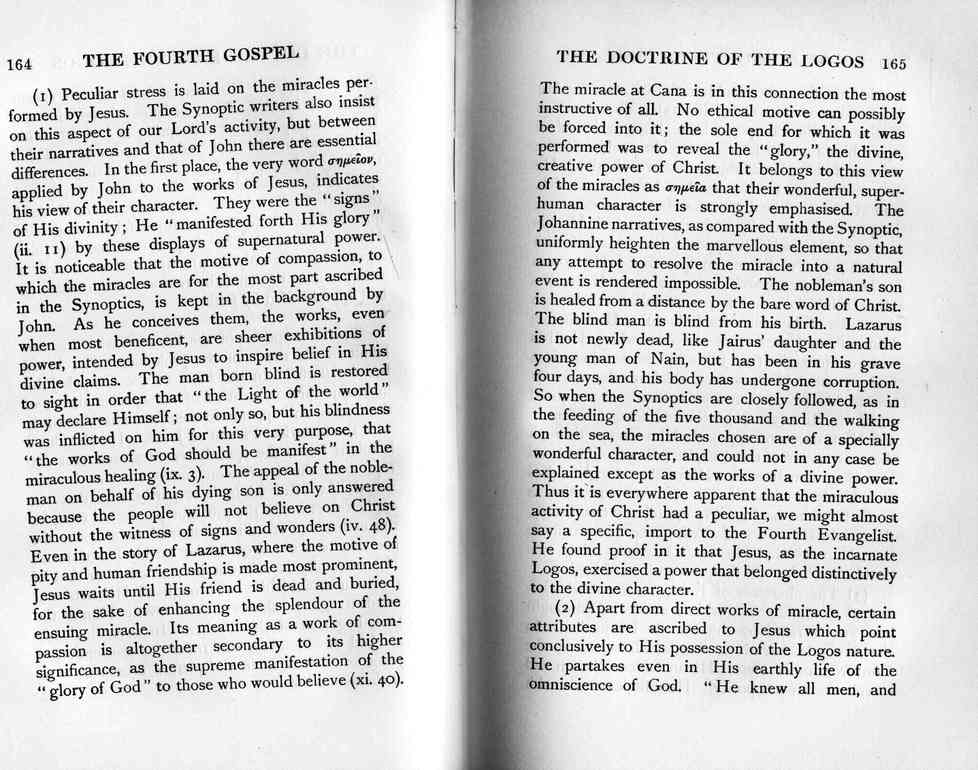 164 THE FOURTH GOSPEL
(1) Peculiar stress is laid on the miracles per-
formed by Jesus. The Synoptic writers also insist
on this aspect of our Lord's activity, but between
their narratives and that of John there are essential
differences. In the first place, the very word σημεῖον,
applied by John to the works of Jesus, indicates
his view of their character. They were the "signs"
of His divinity; He "manifested forth His glory"
(ii. 11) by these displays of supernatural power.
It is noticeable that the motive of compassion, to
which the miracles are for the most part ascribed
in the Synoptics, is kept in the background by
John. As he conceives them, the works, even
when most beneficent, are sheer exhibitions of
power, intended by Jesus to inspire belief in His
divine claims. The man born blind is restored
to sight in order that "the Light of the world"
may declare Himself; not only so, but his blindness
was inflicted on him for this very purpose, that
"the works of God should be manifest" in the
miraculous healing (ix. 3). The appeal of the noble-
man on behalf of his dying son is only answered
because the people will not believe on Christ
without the witness of signs and wonders (iv. 48).
Even in the story of Lazarus, where the motive of
pity and human friendship is made most prominent,
Jesus waits until His friend is dead and buried,
for the sake of enhancing the splendour of the
ensuing miracle. Its meaning as a work of com-
passion is altogether secondary to its higher
significance, as the supreme manifestation of the
"glory of God" to those who would believe (xi. 40).
THE DOCTRINE OF THE LOGOS 165
The miracle at Cana is in this connection the most
instructive of all. No ethical motive can possibly
be forced into it; the sole end for which it was
performed was to reveal the "glory," the divine,
creative power of Christ. It belongs to this view
of the miracles as σημεῖα that their wonderful, super-
human character is strongly emphasised. The
Johannine narratives, as compared with the Synoptic,
uniformly heighten the marvellous element, so that
any attempt to resolve the miracle into a natural
event is rendered impossible. The nobleman's son
is healed from a distance by the bare word of Christ.
The blind man is blind from his birth. Lazarus
is not newly dead, like Jairus' daughter and the
young man of Nain, but has been in his grave
four days, and his body has undergone corruption.
So when the Synoptics are closely followed, as in
the feeding of the five thousand and the walking
on the sea, the miracles chosen are of a specially
wonderful character, and could not in any case be
explained except as the works of a divine power.
Thus it is everywhere apparent that the miraculous
activity of Christ had a peculiar, we might almost
say a specific, import to the Fourth Evangelist.
He found proof in it that Jesus, as the incarnate
Logos, exercised a power that belonged distinctively
to the divine character.
(2) Apart from direct works of miracle, certain
attributes are ascribed to Jesus which point
conclusively to His possession of the Logos nature.
He partakes even in His earthly life of the
omniscience of God. "He knew all men, and